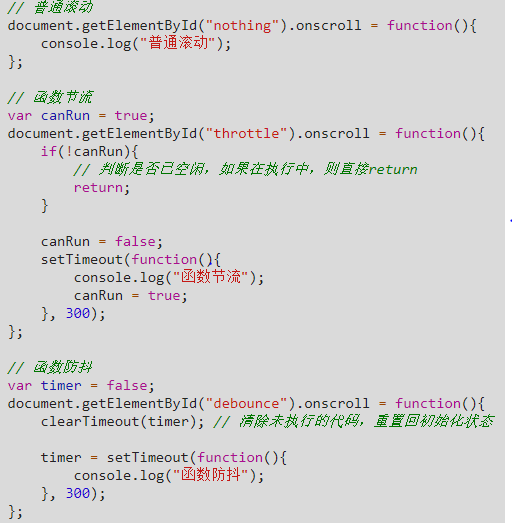 // 普通滚动
document.getElementById("nothing").onscroll = function(){
    console.log("普通滚动");
};

// 函数节流
var canRun = true;
document.getElementById("throttle").onscroll = function(){
    if(!canRun){
        // 判断是否已空闲，如果在执行中，则直接return
        return;
    }

    canRun = false;
    setTimeout(function(){
        console.log("函数节流");
        canRun = true;
    }, 300);
};

// 函数防抖
var timer = false;
document.getElementById("debounce").onscroll = function(){
    clearTimeout(timer); // 清除未执行的代码，重置回初始化状态

    timer = setTimeout(function(){
        console.log("函数防抖");
    }, 300);
};